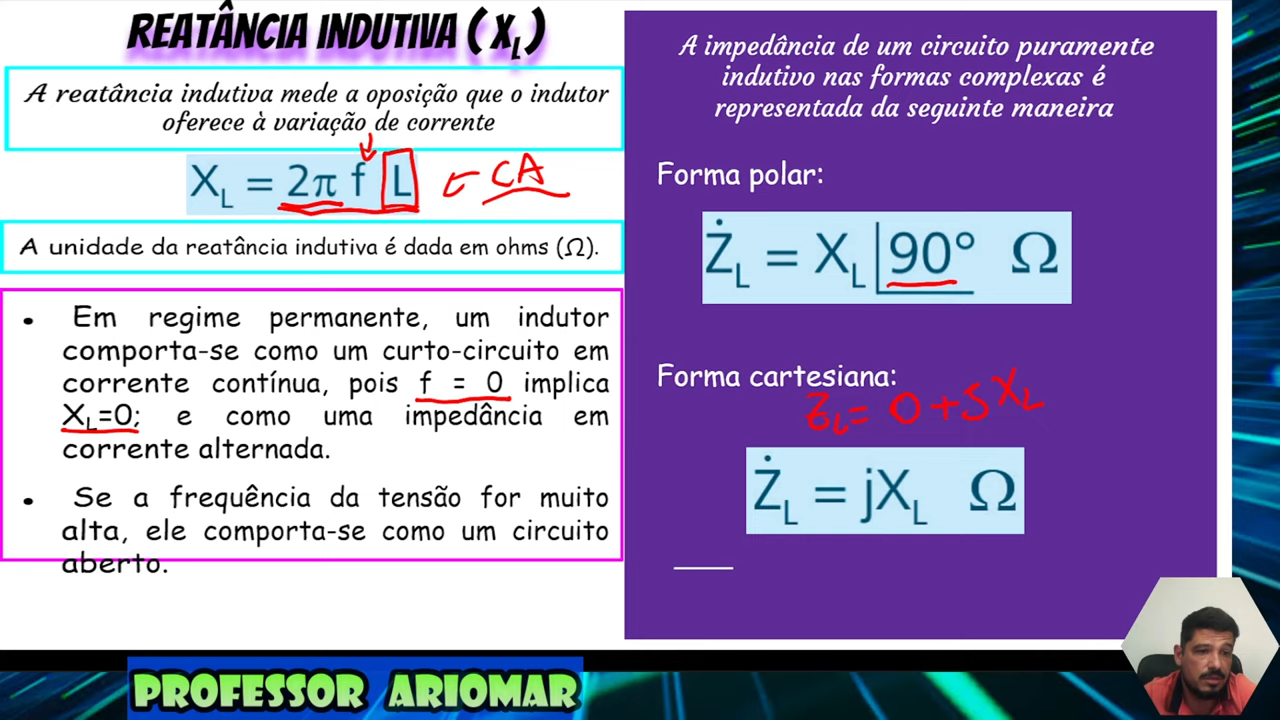 REATÂNCIA INDUTIVA (XL)
A reatância indutiva mede a oposição que o indutor
oferece à variação de corrente
XL = 2π f L
CA
A unidade da reatância indutiva é dada em ohms (Ω).
• Em regime permanente, um indutor
comporta-se como um curto-circuito em
corrente contínua, pois f = 0 implica
XL=0; e como uma impedância em
corrente alternada.
• Se a frequência da tensão for muito
alta, ele comporta-se como um circuito
aberto.
A impedância de um circuito puramente
indutivo nas formas complexas é
representada da seguinte maneira
Forma polar:
ŻL = XL |90° Ω
Forma cartesiana:
ZL = 0 + JXL
ŻL = jXL Ω
PROFESSOR ARIOMAR